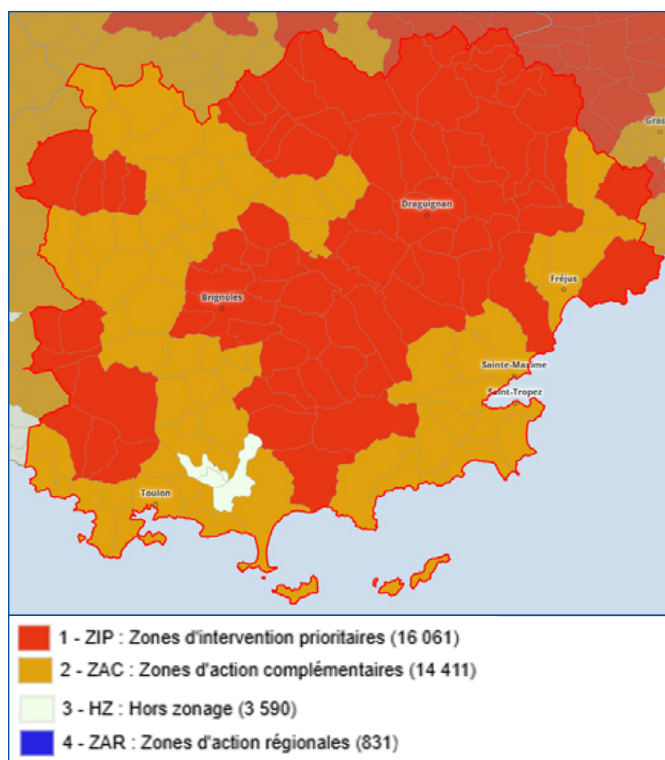 Gras
Draguignan
Fréjus
Brignoles
Sainte-Maxime
Saint-Tropez
Toulon
1 - ZIP : Zones d'intervention prioritaires (16 061)
2 - ZAC : Zones d'action complémentaires (14 411)
3 - HZ : Hors zonage (3 590)
4 - ZAR : Zones d'action régionales (831)